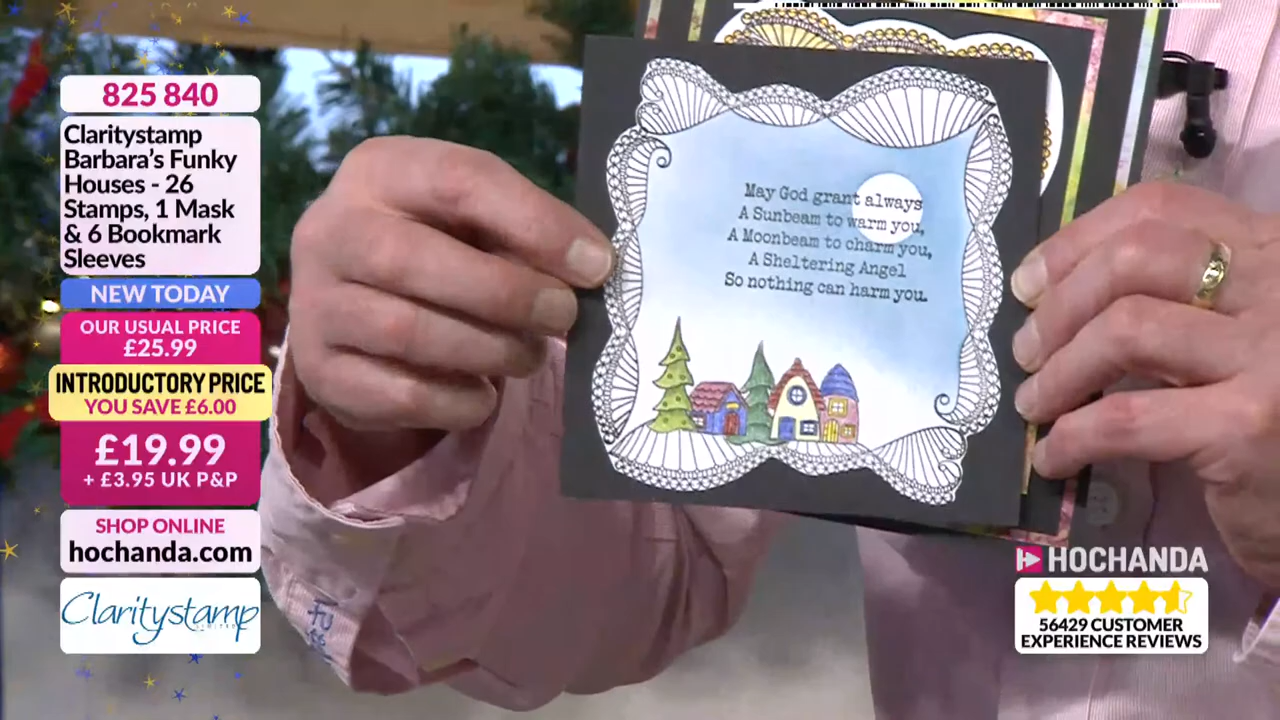 825 840
Claritystamp
Barbara's Funky
Houses - 26
Stamps, 1 Mask
& 6 Bookmark
Sleeves
NEW TODAY
OUR USUAL PRICE
£25.99
INTRODUCTORY PRICE
YOU SAVE £6.00
£19.99
+ £3.95 UK P&P
SHOP ONLINE
hochanda.com
Claritystamp
LIMITED
May God grant always
A Sunbeam to warm you,
A Moonbeam to charm you,
A Sheltering Angel
So nothing can harm you.
HOCHANDA
56429 CUSTOMER
EXPERIENCE REVIEWS